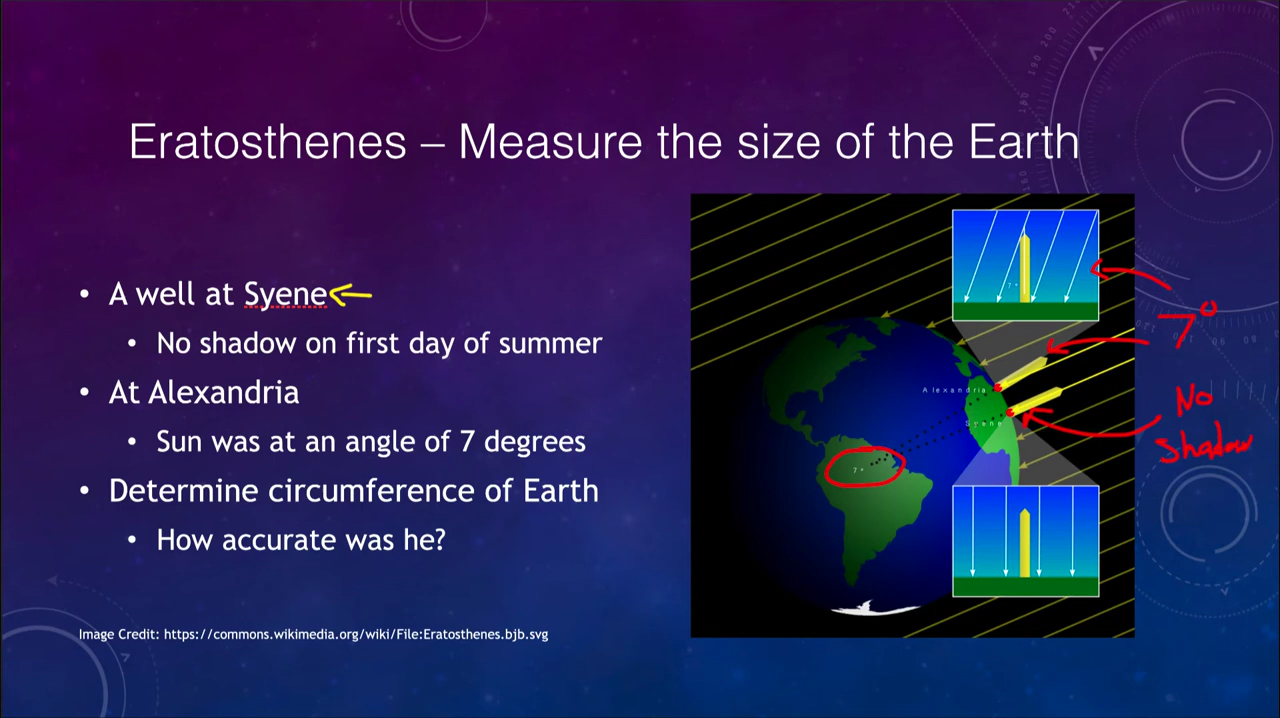 Eratosthenes – Measure the size of the Earth
• A well at Syene
• No shadow on first day of summer
• At Alexandria
• Sun was at an angle of 7 degrees
• Determine circumference of Earth
• How accurate was he?
Image Credit: https://commons.wikimedia.org/wiki/File:Eratosthenes.bjb.svg
7°
Alexandria
Syene
7°
7°
No
Shadow